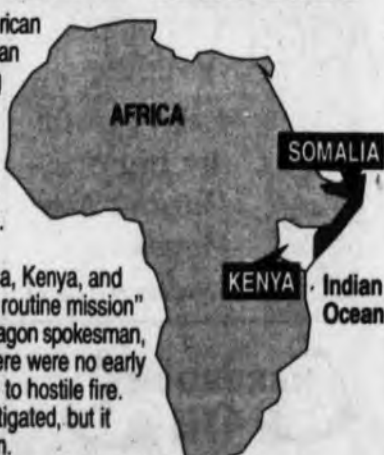 rican
an
AFRICA
SOMALIA
KENYA
Indian
Ocean
a, Kenya, and
routine mission"
agon spokesman,
ere were no early
to hostile fire.
tigated, but it
n.